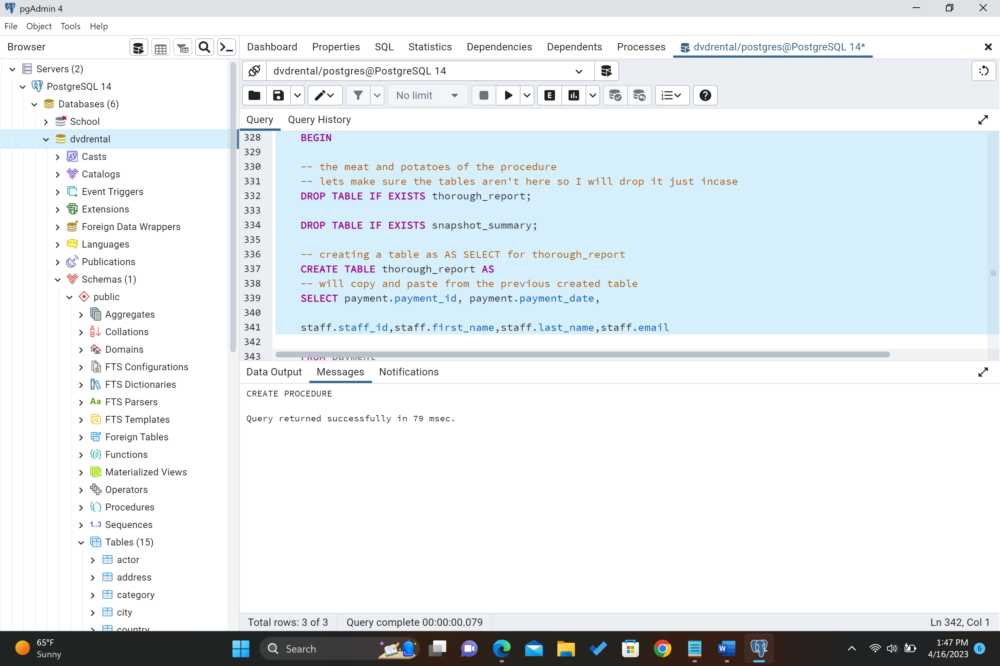 pgAdmin 4
File Object Tools Help
Browser
Dashboard Properties SQL Statistics Dependencies Dependents Processes dvdrental/postgres@PostgreSQL 14*
Servers (2)
PostgreSQL 14
Databases (6)
School
dvdrental
Casts
Catalogs
Event Triggers
Extensions
Foreign Data Wrappers
Languages
Publications
Schemas (1)
public
Aggregates
Collations
Domains
FTS Configurations
FTS Dictionaries
Aa FTS Parsers
FTS Templates
Foreign Tables
Functions
Materialized Views
Operators
Procedures
1..3 Sequences
Tables (15)
actor
address
category
city
country
dvdrental/postgres@PostgreSQL 14
No limit
E
Query Query History
328 BEGIN
329
330 -- the meat and potatoes of the procedure
331 -- lets make sure the tables aren't here so I will drop it just incase
332 DROP TABLE IF EXISTS thorough_report;
333
334 DROP TABLE IF EXISTS snapshot_summary;
335
336 -- creating a table as AS SELECT for thorough_report
337 CREATE TABLE thorough_report AS
338 -- will copy and paste from the previous created table
339 SELECT payment.payment_id, payment.payment_date,
340
341 staff.staff_id,staff.first_name,staff.last_name,staff.email
342
343 FROM payment
Data Output Messages Notifications
CREATE PROCEDURE
Query returned successfully in 79 msec.
Total rows: 3 of 3 Query complete 00:00:00.079 Ln 342, Col 1
65°F
Sunny
Search
1:47 PM
4/16/2023
6